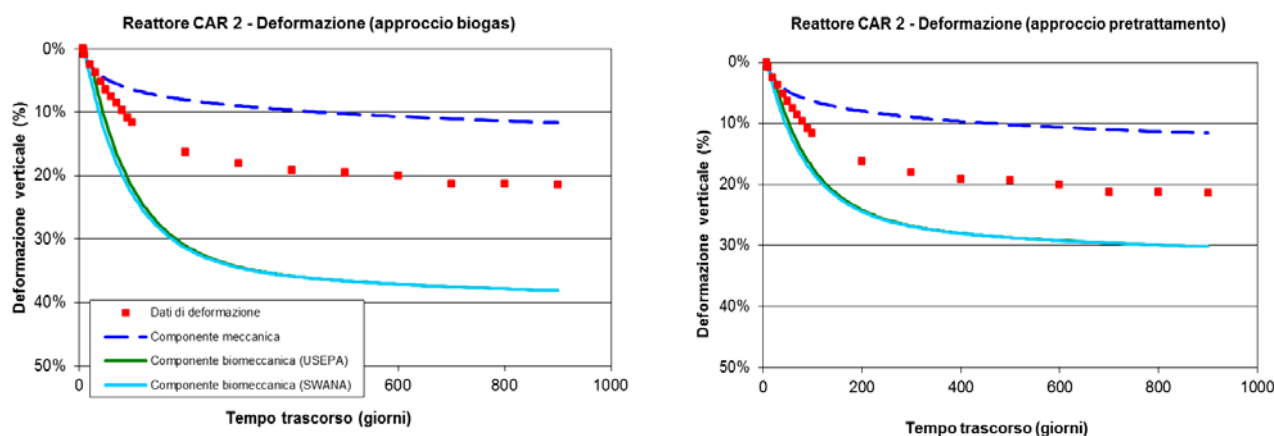 Reattore CAR 2 - Deformazione (approccio biogas)
0%
10%
20%
30%
40%
50%
Deformazione verticale (%)
Dati di deformazione
Componente meccanica
Componente biomeccanica (USEPA)
Componente biomeccanica (SWANA)
0
600
800
1000
Tempo trascorso (giorni)
Reattore CAR 2 - Deformazione (approccio pretrattamento)
0%
10%
20%
30%
40%
50%
Deformazione verticale (%)
0
200
400
600
800
1000
Tempo trascorso (giorni)